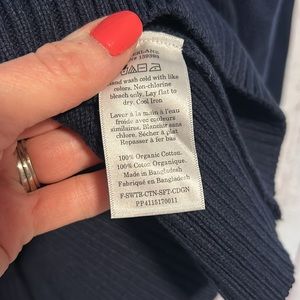 and wash cold with like
colors. Non-chlorine
bleach only. Lay flat to
dry. Cool Iron
Laver à la main à l'eau
froide avec couleurs
similaires. Blanchir sans
chlore. Sécher à plat
Repasser à fer bas
100% Organic Cotton.
100% Coton Organique.
Made in Bangladesh
Fabriqué en Bangladesh
F-SWTR-CTN-SFT-CDGN
PP4115170011